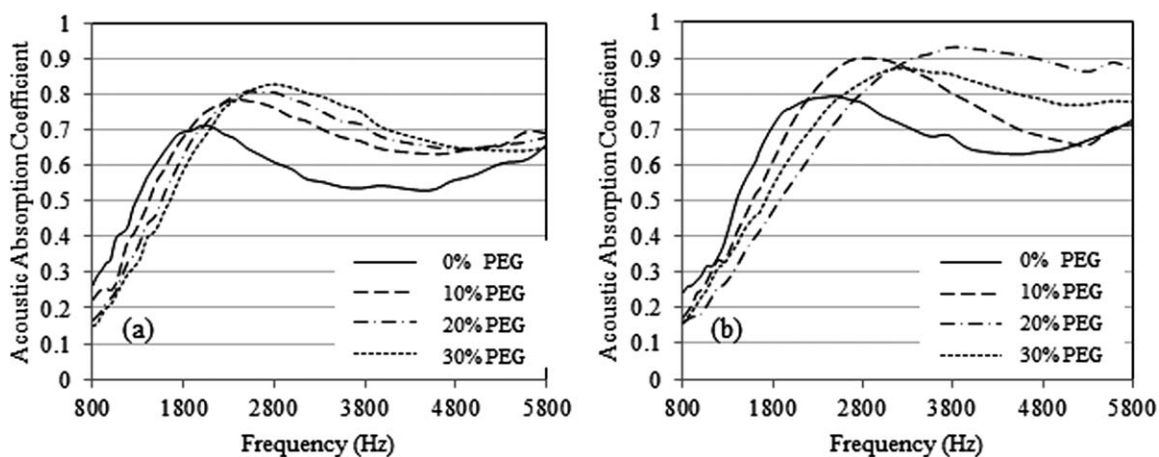 Acoustic Absorption Coefficient
1
0.9
0.8
0.7
0.6
0.5
0.4
0.3
0.2
0.1
0
(a)
0% PEG
10% PEG
20% PEG
30% PEG
800 1800 2800 3800 4800 5800
Frequency (Hz)
Acoustic Absorption Coefficient
1
0.9
0.8
0.7
0.6
0.5
0.4
0.3
0.2
0.1
0
(b)
0% PEG
10% PEG
20% PEG
30% PEG
800 1800 2800 3800 4800 5800
Frequency (Hz)